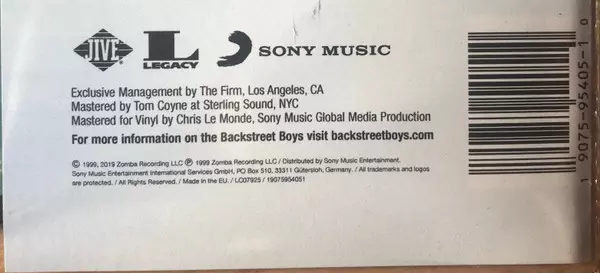 JIVE
L
LEGACY
SONY MUSIC
Exclusive Management by The Firm, Los Angeles, CA
Mastered by Tom Coyne at Sterling Sound, NYC
Mastered for Vinyl by Chris Le Monde, Sony Music Global Media Production
For more information on the Backstreet Boys visit backstreetboys.com
© 1999, 2019 Zomba Recording LLC ℗ 1999 Zomba Recording LLC / Distributed by Sony Music Entertainment.
Sony Music Entertainment International Services GmbH, PO Box 510, 33311 Gütersloh, Germany. / All trademarks and logos
are protected. / All Rights Reserved. / Made in the EU. / LC07925 / 19075954051
1 9075-95405-1 0